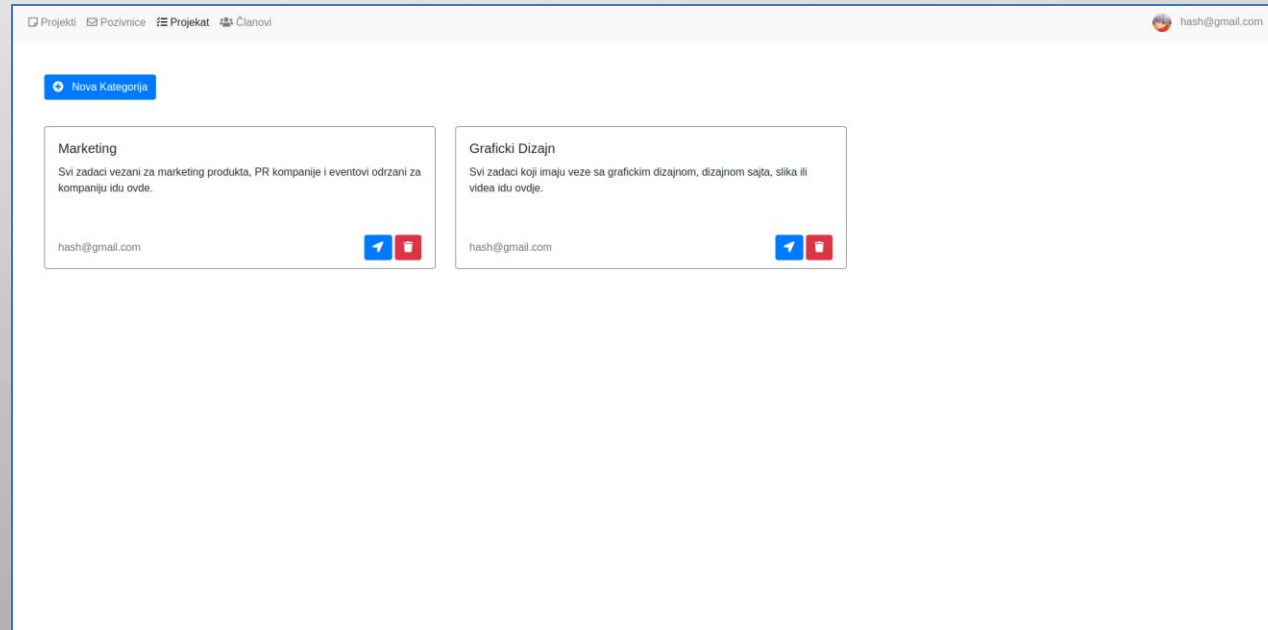 Projekti Pozivnice Projekat Članovi hash@gmail.com
Nova Kategorija
Marketing
Svi zadaci vezani za marketing produkta, PR kompanije i eventovi odrzani za
kompaniju idu ovde.
hash@gmail.com
Graficki Dizajn
Svi zadaci koji imaju veze sa grafickim dizajnom, dizajnom sajta, slika ili
videa idu ovdje.
hash@gmail.com